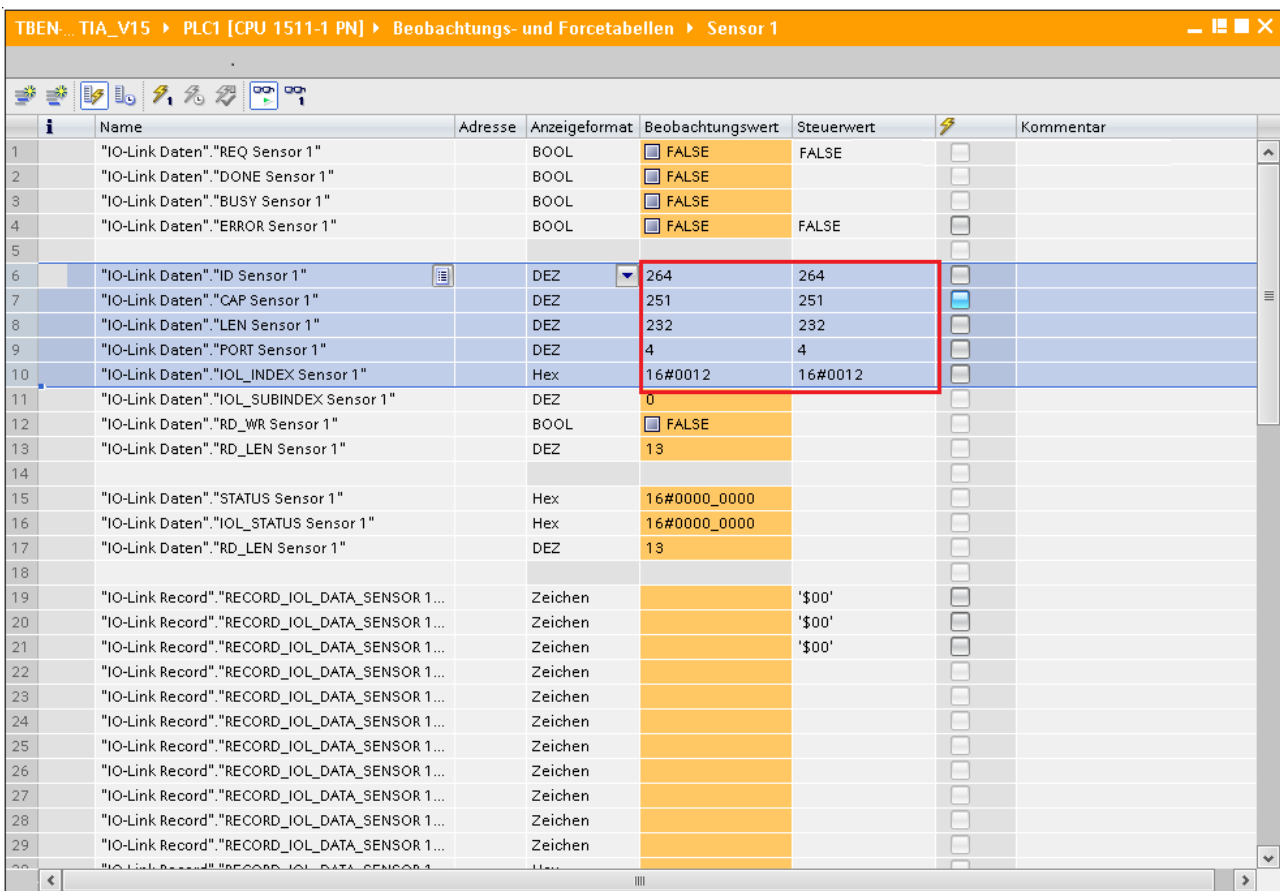 TBEN-... TIA_V15 ▸ PLC1 [CPU 1511-1 PN] ▸ Beobachtungs- und Forcetabellen ▸ Sensor 1
i Name Adresse Anzeigeformat Beobachtungswert Steuerwert Kommentar
1 "IO-Link Daten"."REQ Sensor 1" BOOL FALSE FALSE
2 "IO-Link Daten"."DONE Sensor 1" BOOL FALSE
3 "IO-Link Daten"."BUSY Sensor 1" BOOL FALSE
4 "IO-Link Daten"."ERROR Sensor 1" BOOL FALSE FALSE
5
6 "IO-Link Daten"."ID Sensor 1" DEZ 264 264
7 "IO-Link Daten"."CAP Sensor 1" DEZ 251 251
8 "IO-Link Daten"."LEN Sensor 1" DEZ 232 232
9 "IO-Link Daten"."PORT Sensor 1" DEZ 4 4
10 "IO-Link Daten"."IOL_INDEX Sensor 1" Hex 16#0012 16#0012
11 "IO-Link Daten"."IOL_SUBINDEX Sensor 1" DEZ 0
12 "IO-Link Daten"."RD_WR Sensor 1" BOOL FALSE
13 "IO-Link Daten"."RD_LEN Sensor 1" DEZ 13
14
15 "IO-Link Daten"."STATUS Sensor 1" Hex 16#0000_0000
16 "IO-Link Daten"."IOL_STATUS Sensor 1" Hex 16#0000_0000
17 "IO-Link Daten"."RD_LEN Sensor 1" DEZ 13
18
19 "IO-Link Record"."RECORD_IOL_DATA_SENSOR 1... Zeichen '$00'
20 "IO-Link Record"."RECORD_IOL_DATA_SENSOR 1... Zeichen '$00'
21 "IO-Link Record"."RECORD_IOL_DATA_SENSOR 1... Zeichen '$00'
22 "IO-Link Record"."RECORD_IOL_DATA_SENSOR 1... Zeichen
23 "IO-Link Record"."RECORD_IOL_DATA_SENSOR 1... Zeichen
24 "IO-Link Record"."RECORD_IOL_DATA_SENSOR 1... Zeichen
25 "IO-Link Record"."RECORD_IOL_DATA_SENSOR 1... Zeichen
26 "IO-Link Record"."RECORD_IOL_DATA_SENSOR 1... Zeichen
27 "IO-Link Record"."RECORD_IOL_DATA_SENSOR 1... Zeichen
28 "IO-Link Record"."RECORD_IOL_DATA_SENSOR 1... Zeichen
29 "IO-Link Record"."RECORD_IOL_DATA_SENSOR 1... Zeichen